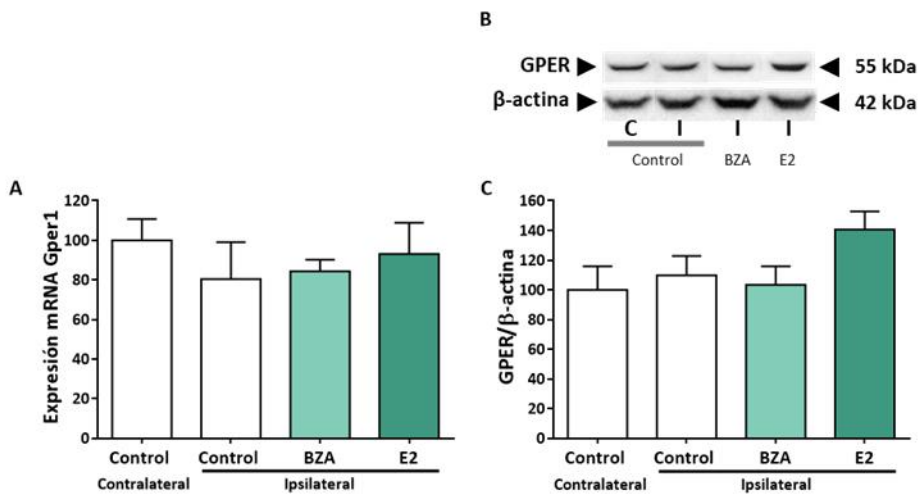 B
GPER 55 kDa
β-actina 42 kDa
C I I I
Control BZA E2
A
Expresión mRNA Gper1
120
100
80
60
40
20
0
Control Control BZA E2
Contralateral Ipsilateral
C
GPER/β-actina
160
140
120
100
80
60
40
20
0
Control Control BZA E2
Contralateral Ipsilateral